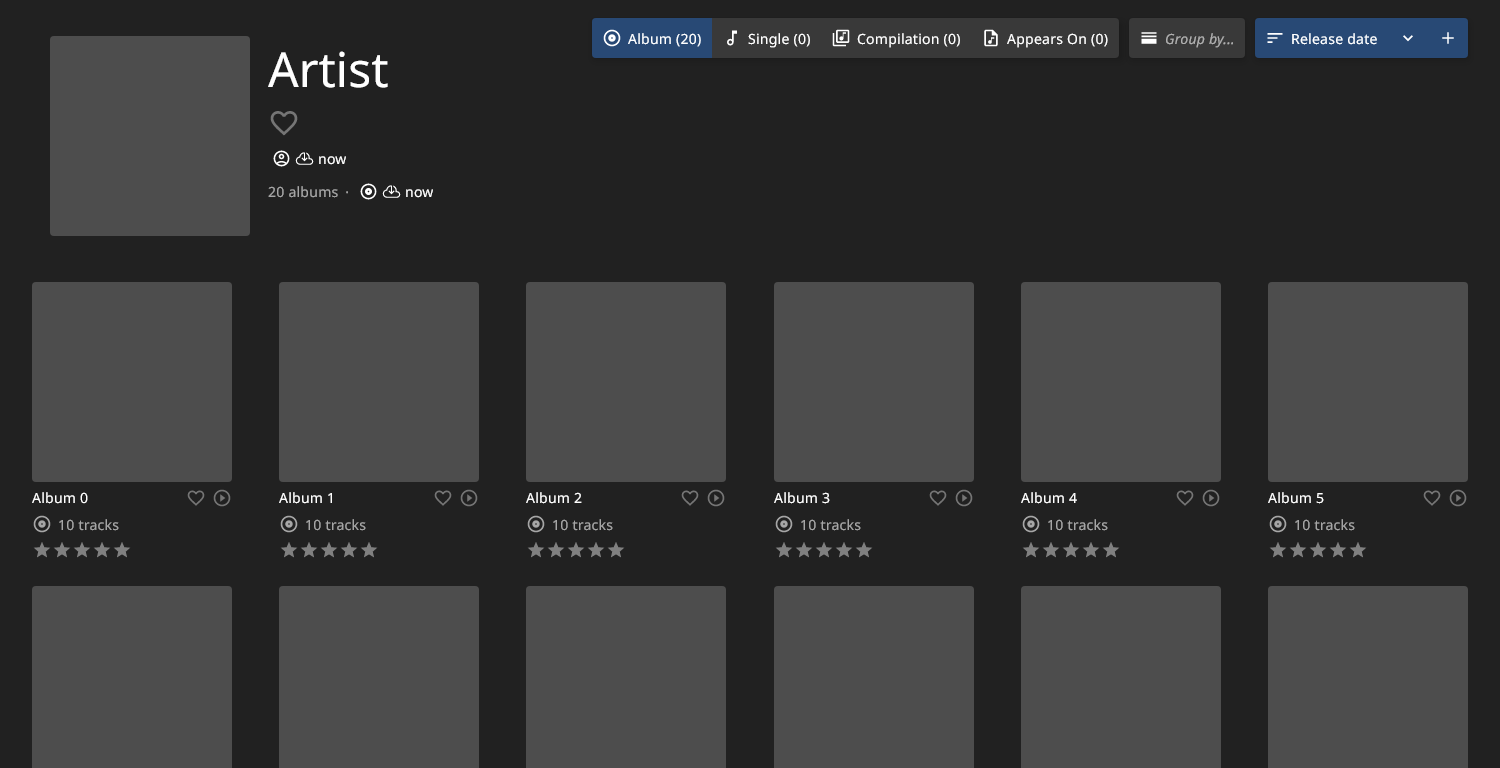 Album (20) Single (0) Compilation (0) Appears On (0) Group by... Release date
Artist
now
20 albums · now
Album 0 Album 1 Album 2 Album 3 Album 4 Album 5
10 tracks 10 tracks 10 tracks 10 tracks 10 tracks 10 tracks